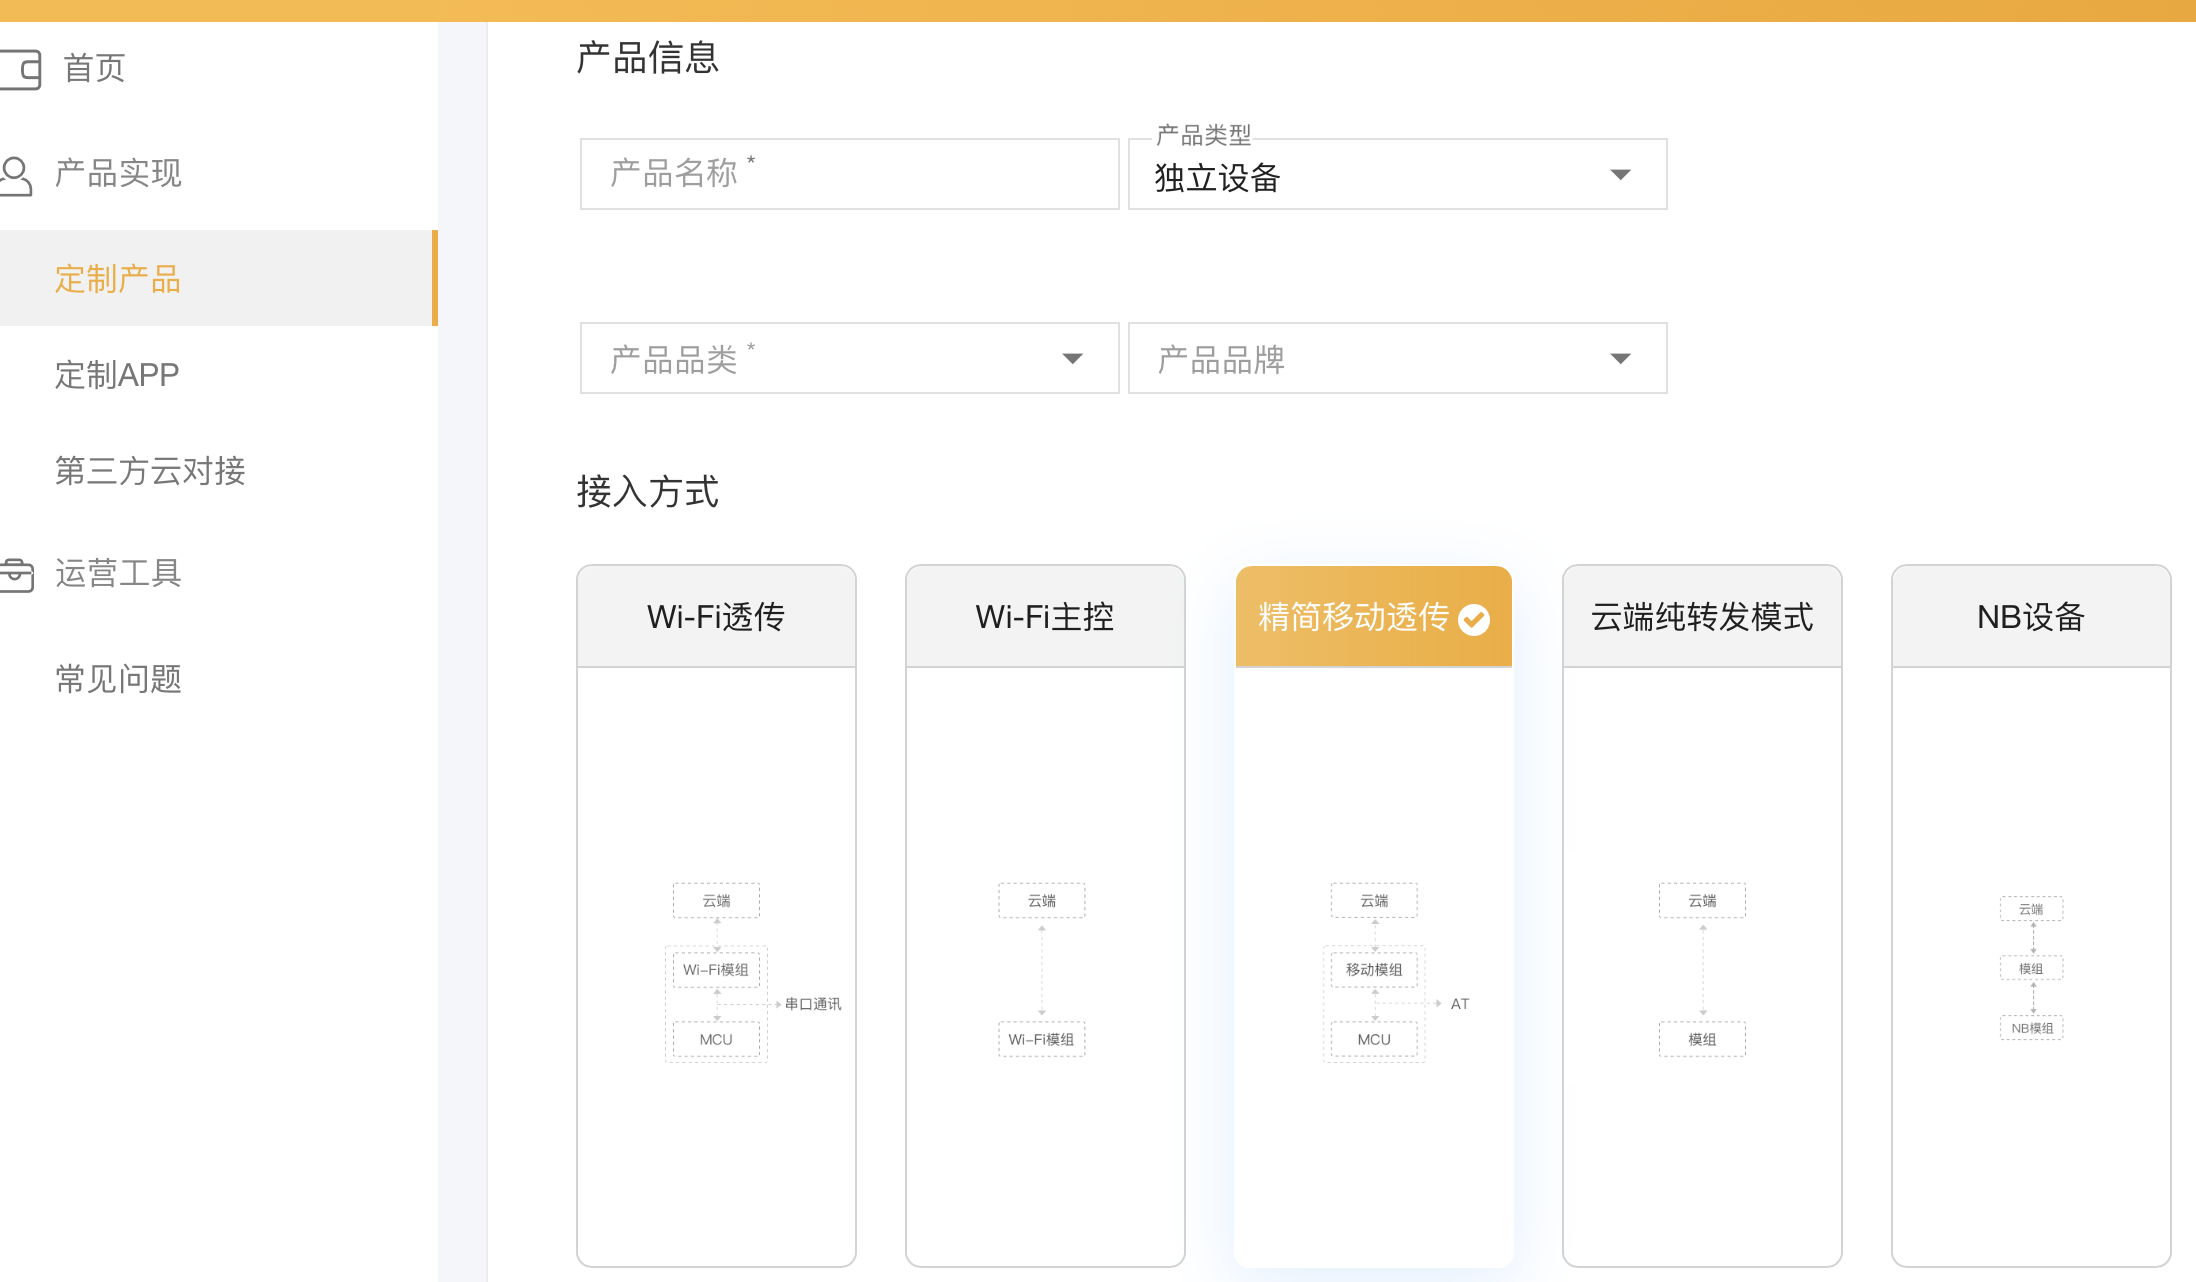 首页
产品实现
定制产品
定制APP
第三方云对接
运营工具
常见问题
产品信息
产品名称 *
产品类型
独立设备
产品品类 *
产品品牌
接入方式
Wi-Fi透传
云端
Wi-Fi模组
串口通讯
MCU
Wi-Fi主控
云端
Wi-Fi模组
精简移动透传
云端
移动模组
AT
MCU
云端纯转发模式
云端
模组
NB设备
云端
模组
NB模组